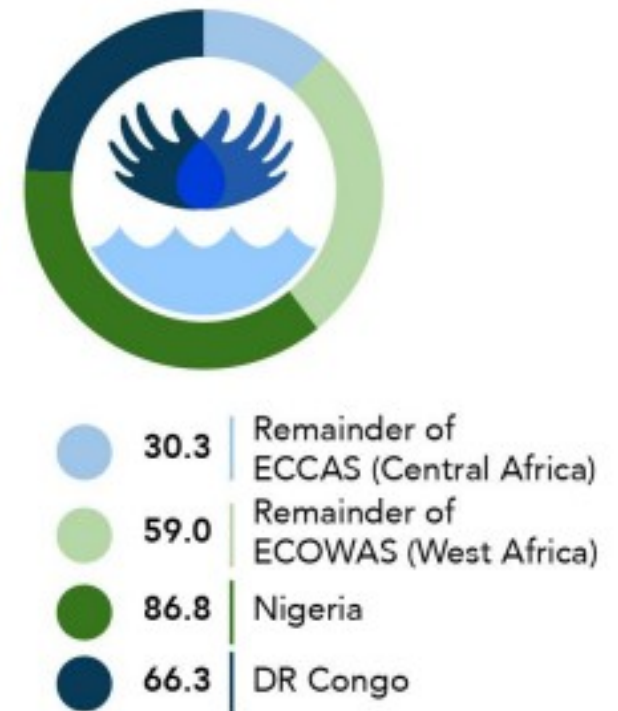 30.3 Remainder of
ECCAS (Central Africa)
59.0 Remainder of
ECOWAS (West Africa)
86.8 Nigeria
66.3 DR Congo